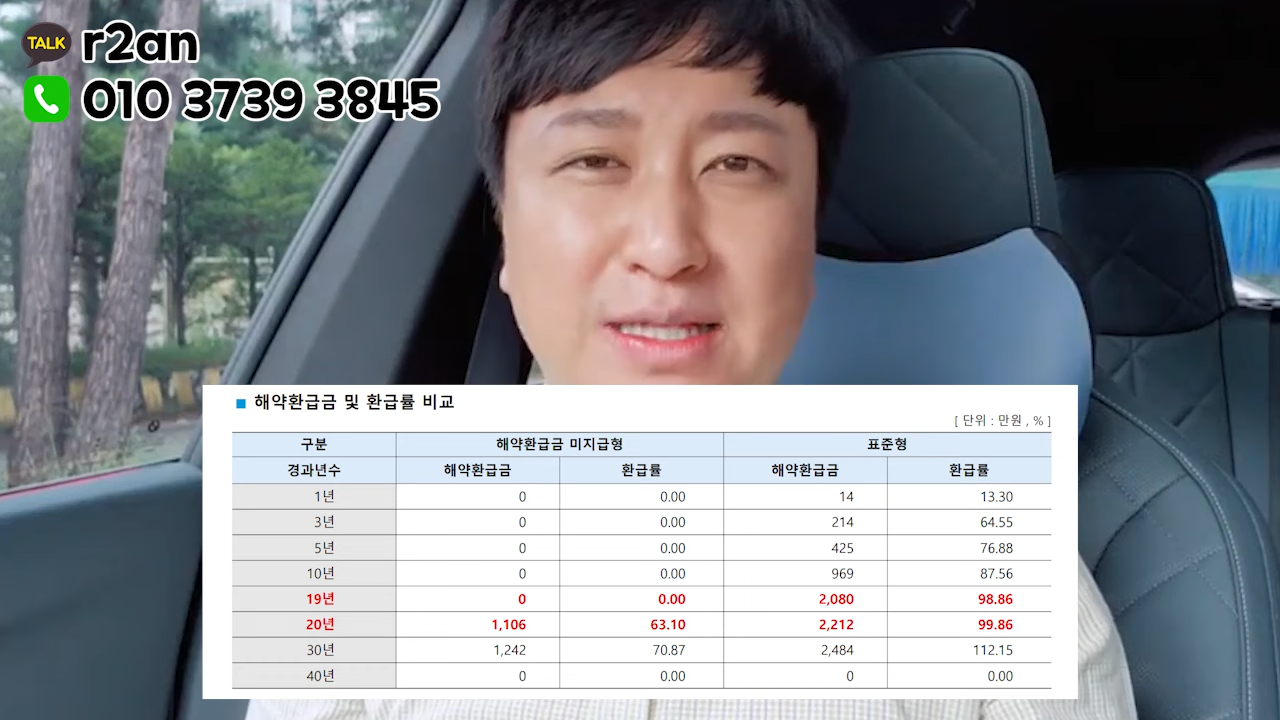 TALK r2an
010 3739 3845
■ 해약환급금 및 환급률 비교
[ 단위 : 만원 , % ]
구분 해약환급금 미지급형 표준형
경과년수 해약환급금 환급률 해약환급금 환급률
1년 0 0.00 14 13.30
3년 0 0.00 214 64.55
5년 0 0.00 425 76.88
10년 0 0.00 969 87.56
19년 0 0.00 2,080 98.86
20년 1,106 63.10 2,212 99.86
30년 1,242 70.87 2,484 112.15
40년 0 0.00 0 0.00